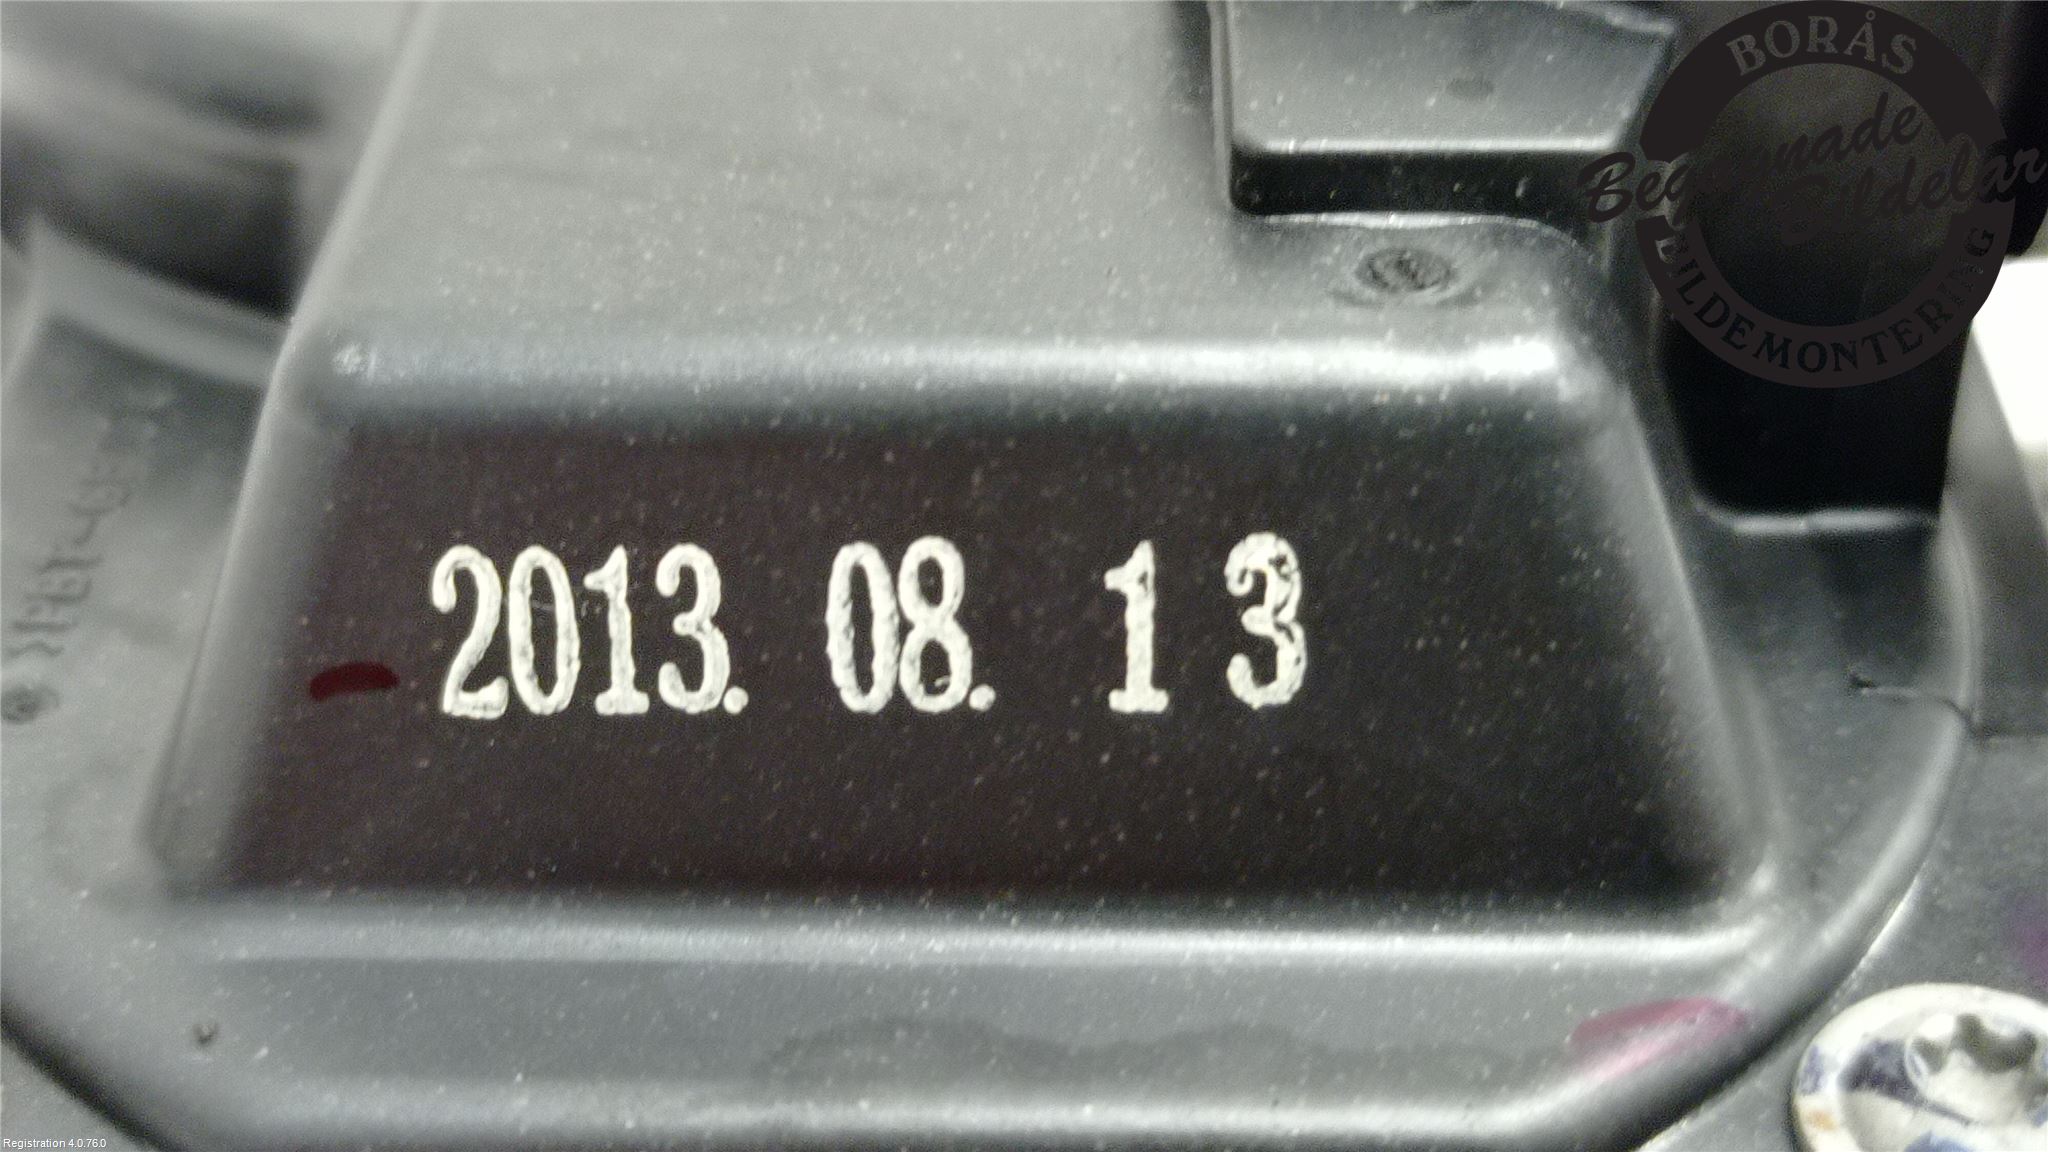 BORÅS
Begagnade
Bildelar
BILDEMONTERING
2013. 08. 1 3
Registration 4.0.76.0